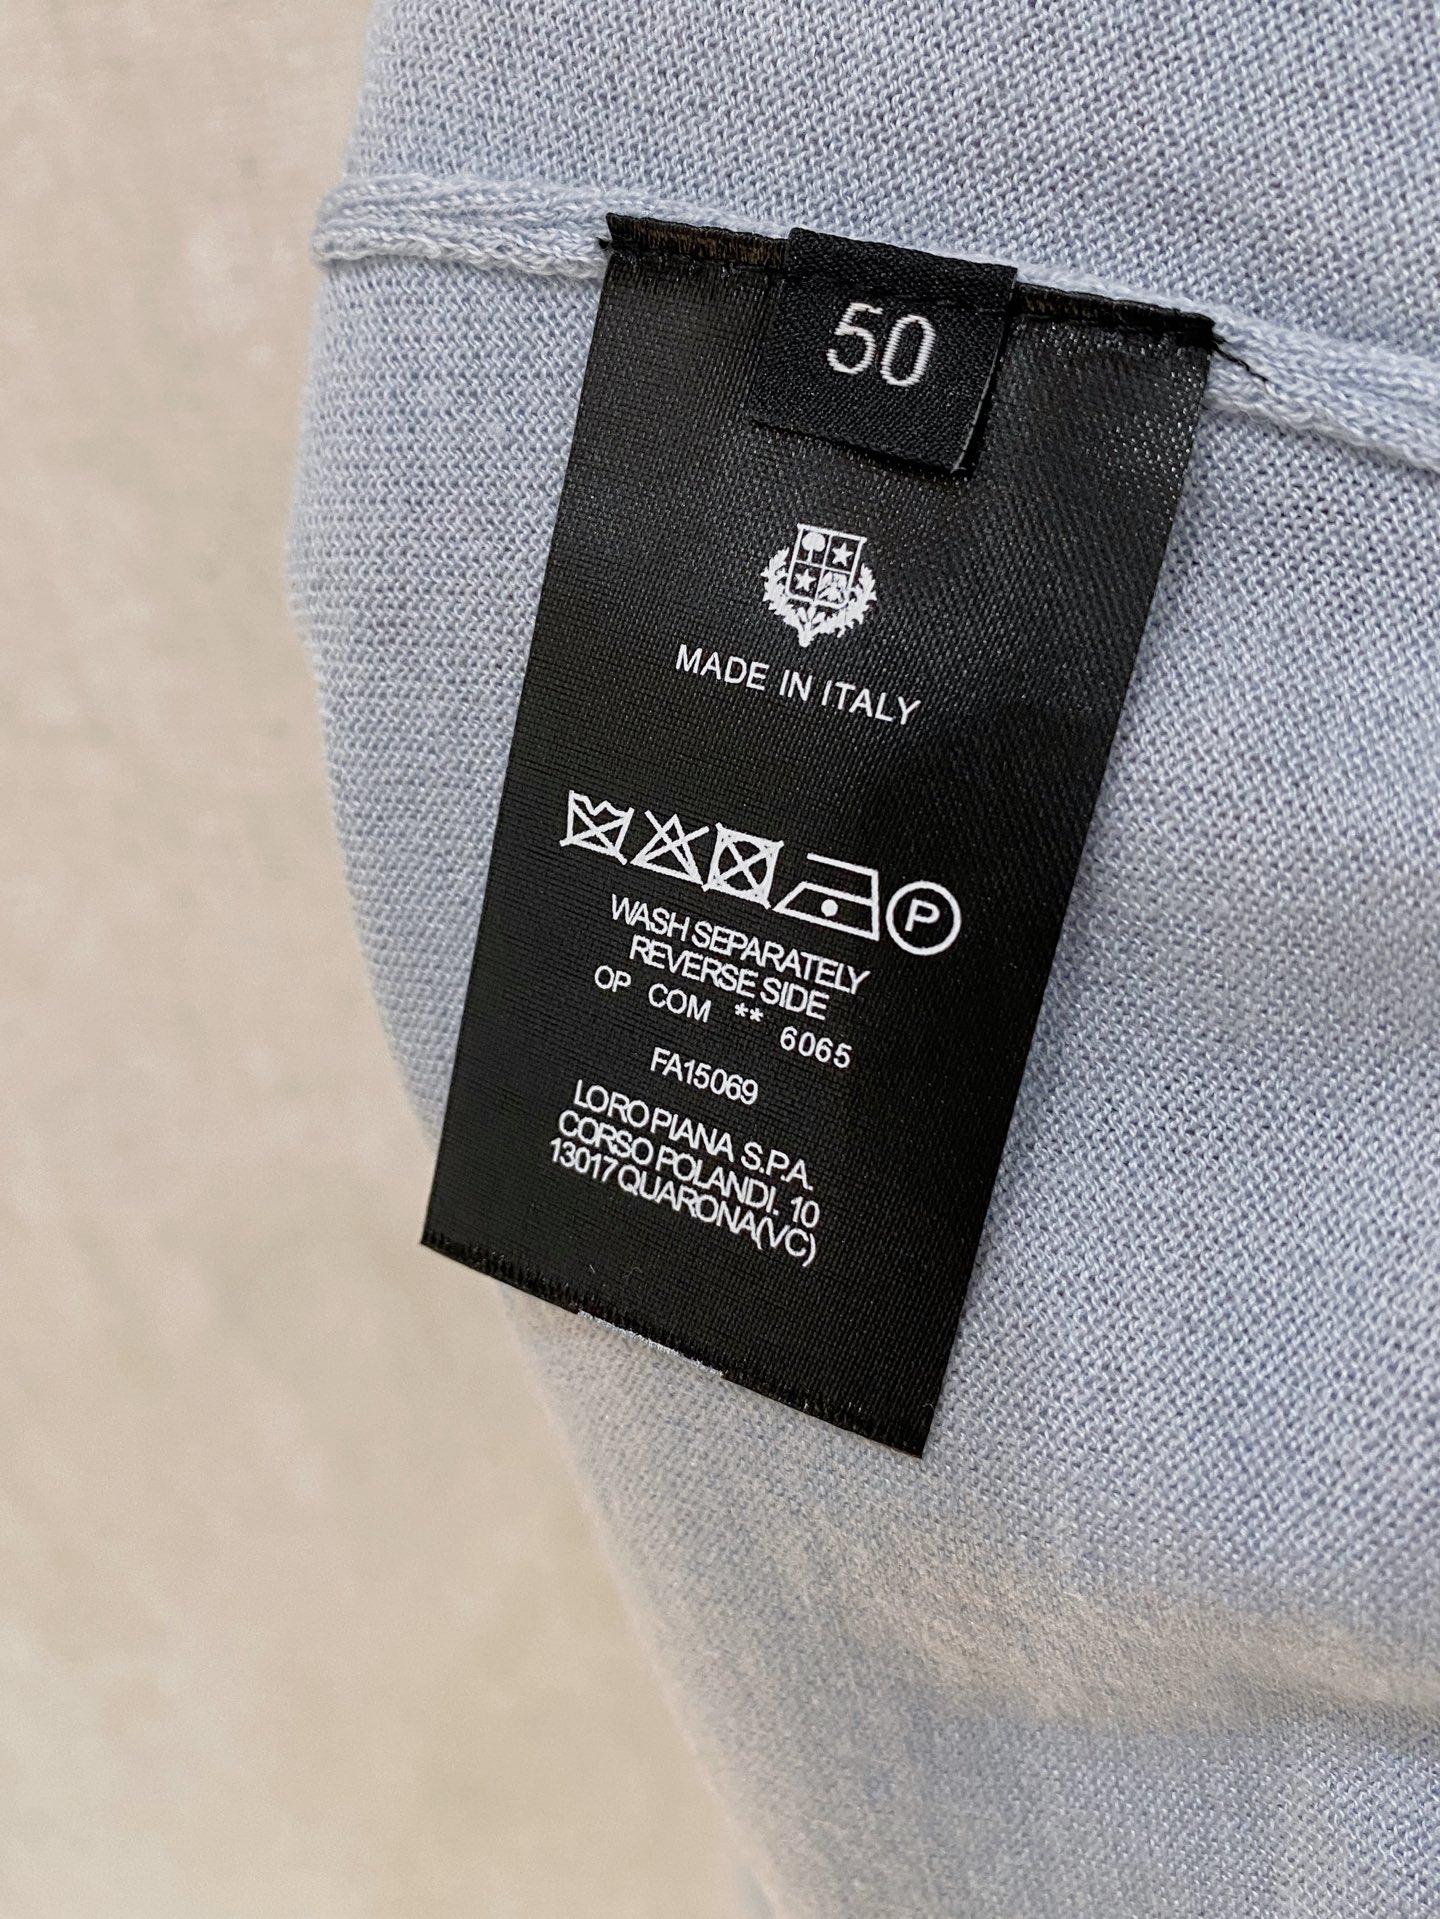 50
MADE IN ITALY
P
WASH SEPARATELY
REVERSE SIDE
OP COM ** 6065
FA15069
LORO PIANA S.P.A.
CORSO POLANDI. 10
13017 QUARONA(VC)